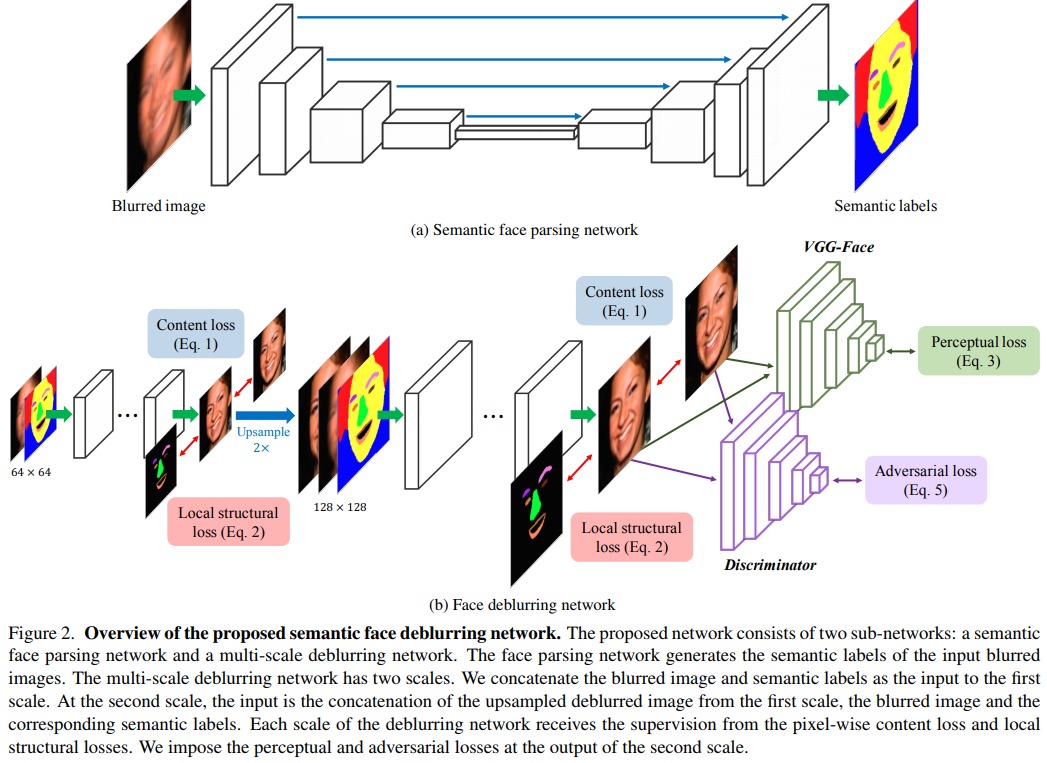 Blurred image
Semantic labels
(a) Semantic face parsing network
VGG-Face
Content loss
(Eq. 1)
Content loss
(Eq. 1)
Perceptual loss
(Eq. 3)
...
Upsample
2×
...
64 × 64
128 × 128
Local structural
loss (Eq. 2)
Local structural
loss (Eq. 2)
Adversarial loss
(Eq. 5)
Discriminator
(b) Face deblurring network
Figure 2. Overview of the proposed semantic face deblurring network. The proposed network consists of two sub-networks: a semantic
face parsing network and a multi-scale deblurring network. The face parsing network generates the semantic labels of the input blurred
images. The multi-scale deblurring network has two scales. We concatenate the blurred image and semantic labels as the input to the first
scale. At the second scale, the input is the concatenation of the upsampled deblurred image from the first scale, the blurred image and the
corresponding semantic labels. Each scale of the deblurring network receives the supervision from the pixel-wise content loss and local
structural losses. We impose the perceptual and adversarial losses at the output of the second scale.